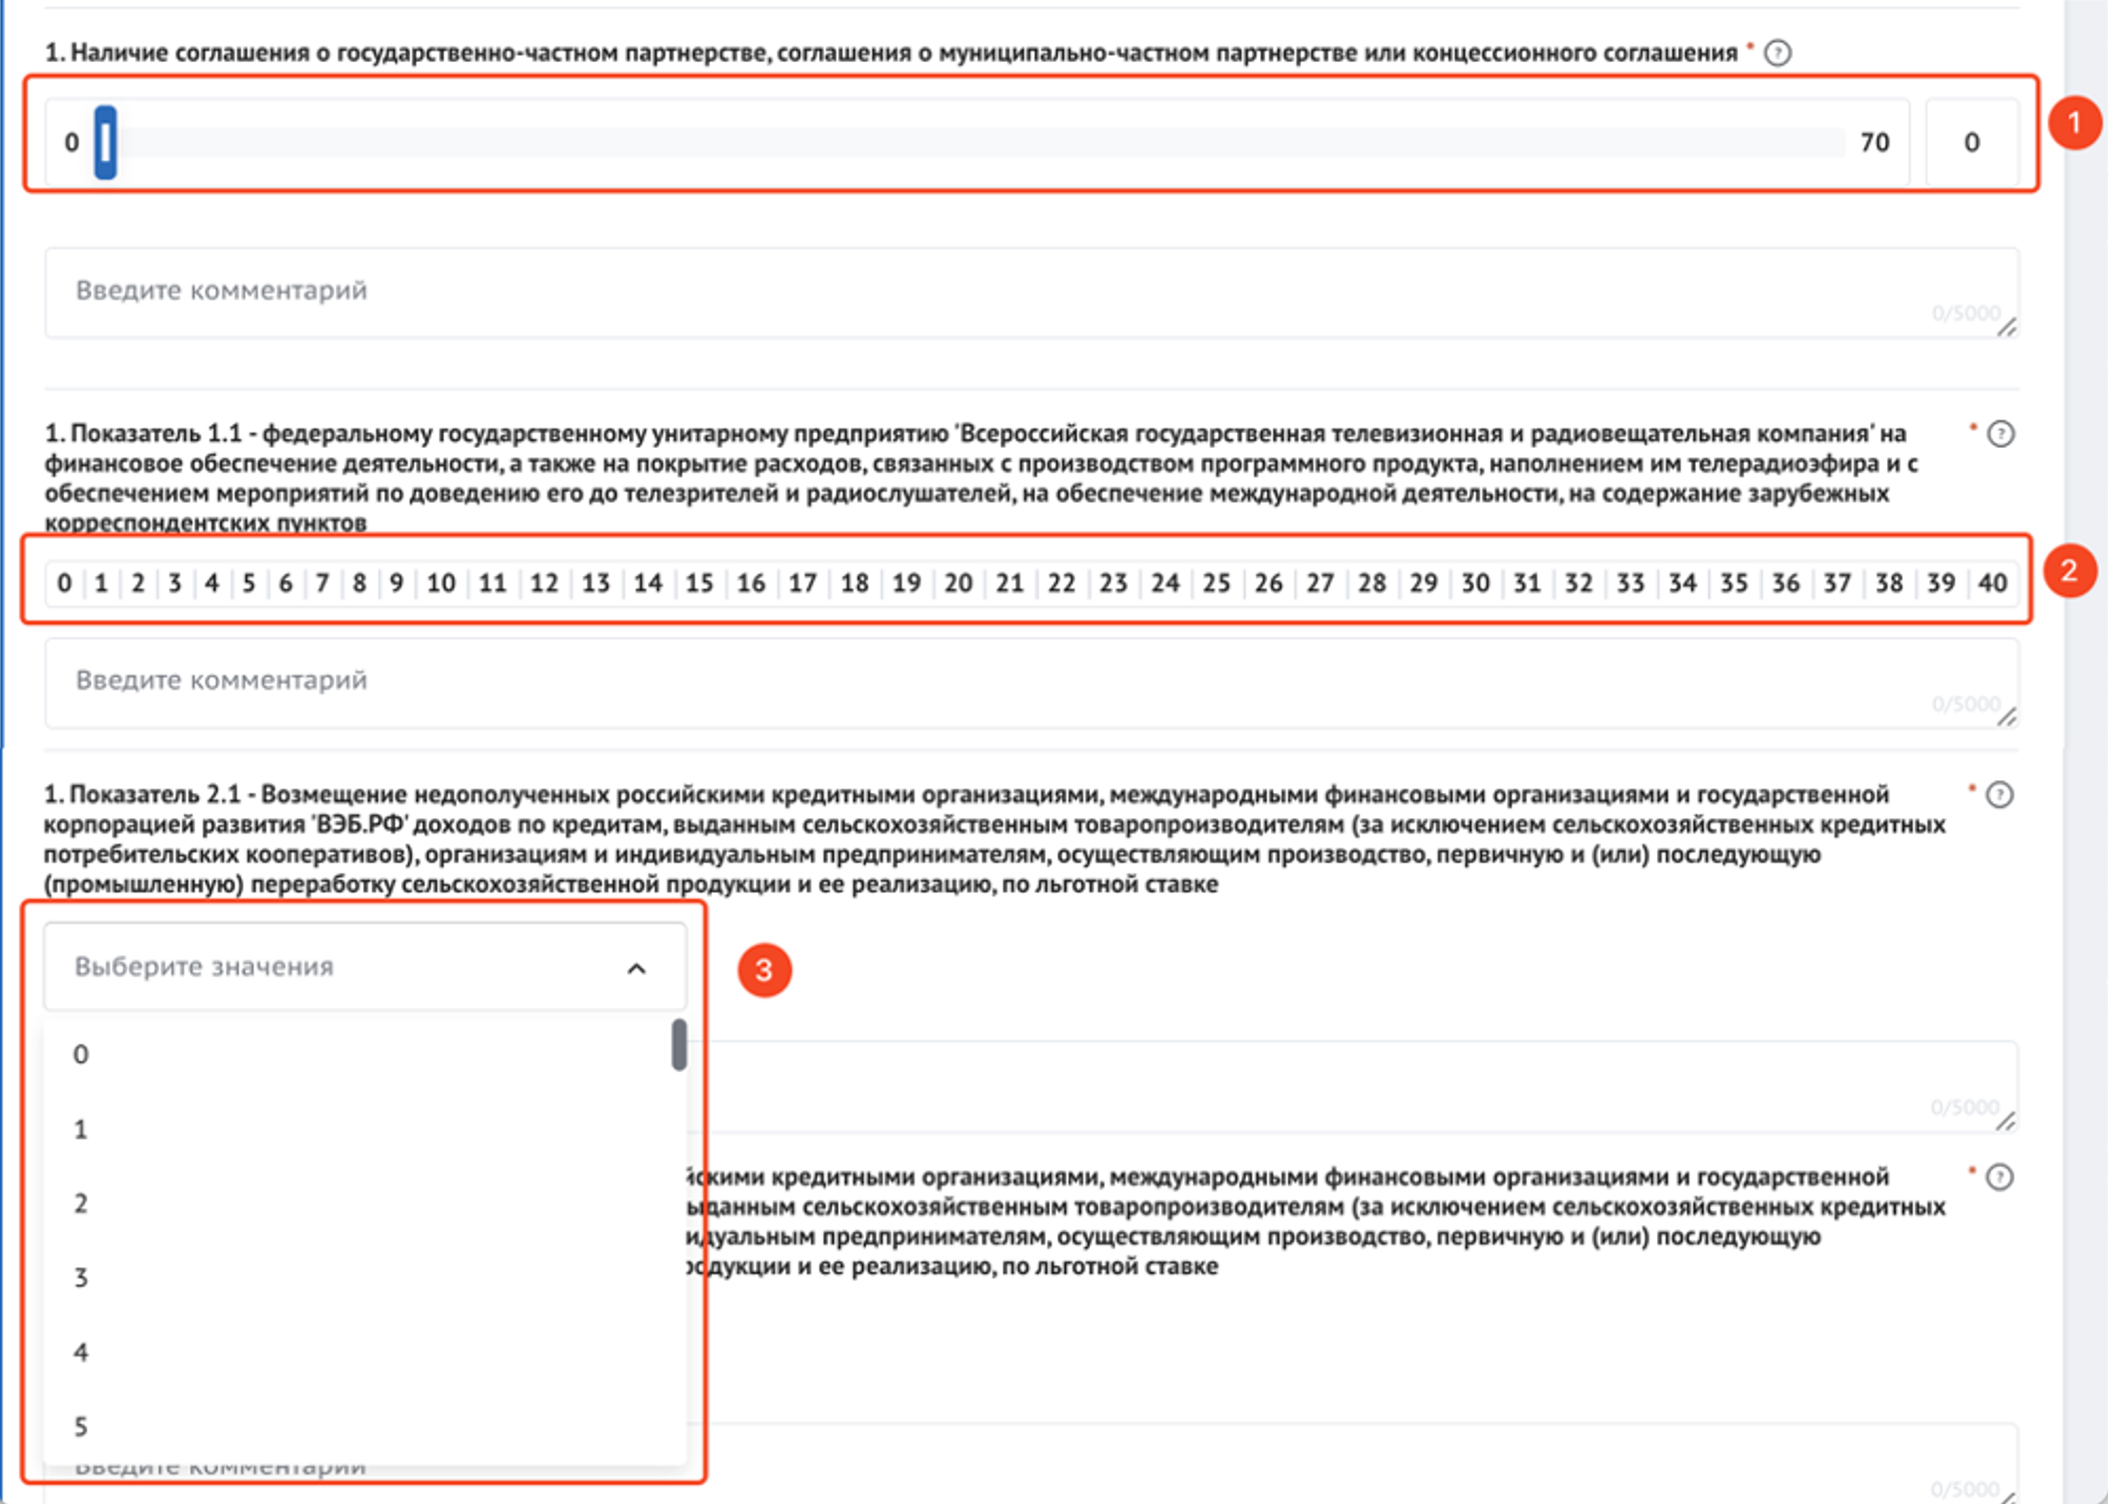 1. Наличие соглашения о государственно-частном партнерстве, соглашения о муниципально-частном партнерстве или концессионного соглашения * ?
0 70 0 1
Введите комментарий
0/5000
1. Показатель 1.1 - федеральному государственному унитарному предприятию 'Всероссийская государственная телевизионная и радиовещательная компания' на * ?
финансовое обеспечение деятельности, а также на покрытие расходов, связанных с производством программного продукта, наполнением им телерадиоэфира и с
обеспечением мероприятий по доведению его до телезрителей и радиослушателей, на обеспечение международной деятельности, на содержание зарубежных
корреспондентских пунктов
0 1 2 3 4 5 6 7 8 9 10 11 12 13 14 15 16 17 18 19 20 21 22 23 24 25 26 27 28 29 30 31 32 33 34 35 36 37 38 39 40 2
Введите комментарий
0/5000
1. Показатель 2.1 - Возмещение недополученных российскими кредитными организациями, международными финансовыми организациями и государственной * ?
корпорацией развития 'ВЭБ.РФ' доходов по кредитам, выданным сельскохозяйственным товаропроизводителям (за исключением сельскохозяйственных кредитных
потребительских кооперативов), организациям и индивидуальным предпринимателям, осуществляющим производство, первичную и (или) последующую
(промышленную) переработку сельскохозяйственной продукции и ее реализацию, по льготной ставке
Выберите значения 3
0
1
0/5000
2
3
4
5
йскими кредитными организациями, международными финансовыми организациями и государственной * ?
ыданным сельскохозяйственным товаропроизводителям (за исключением сельскохозяйственных кредитных
идуальным предпринимателям, осуществляющим производство, первичную и (или) последующую
родукции и ее реализацию, по льготной ставке
Введите комментарий
0/5000